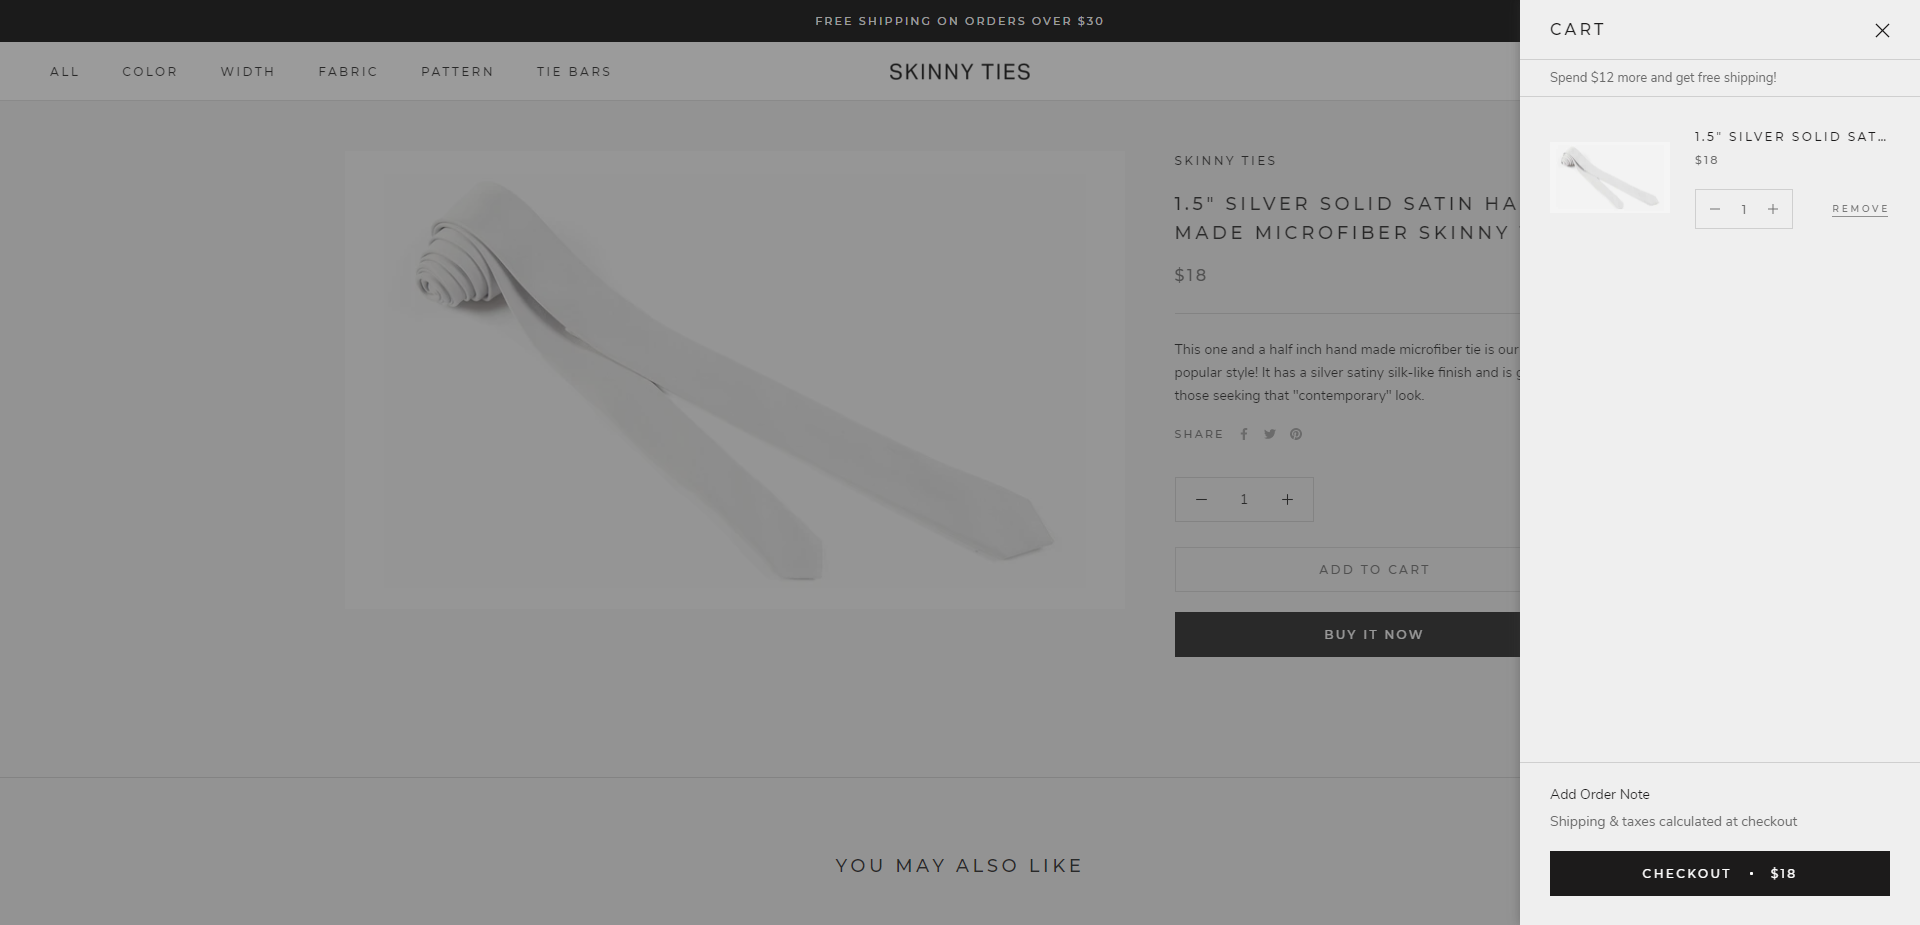 FREE SHIPPING ON ORDERS OVER $30
ALL COLOR WIDTH FABRIC PATTERN TIE BARS
SKINNY TIES
SKINNY TIES
1.5" SILVER SOLID SATIN HA
MADE MICROFIBER SKINNY
$18
This one and a half inch hand made microfiber tie is our
popular style! It has a silver satiny silk-like finish and is
those seeking that "contemporary" look.
SHARE
1
ADD TO CART
BUY IT NOW
YOU MAY ALSO LIKE
CART
Spend $12 more and get free shipping!
1.5" SILVER SOLID SAT…
$18
1
REMOVE
Add Order Note
Shipping & taxes calculated at checkout
CHECKOUT • $18